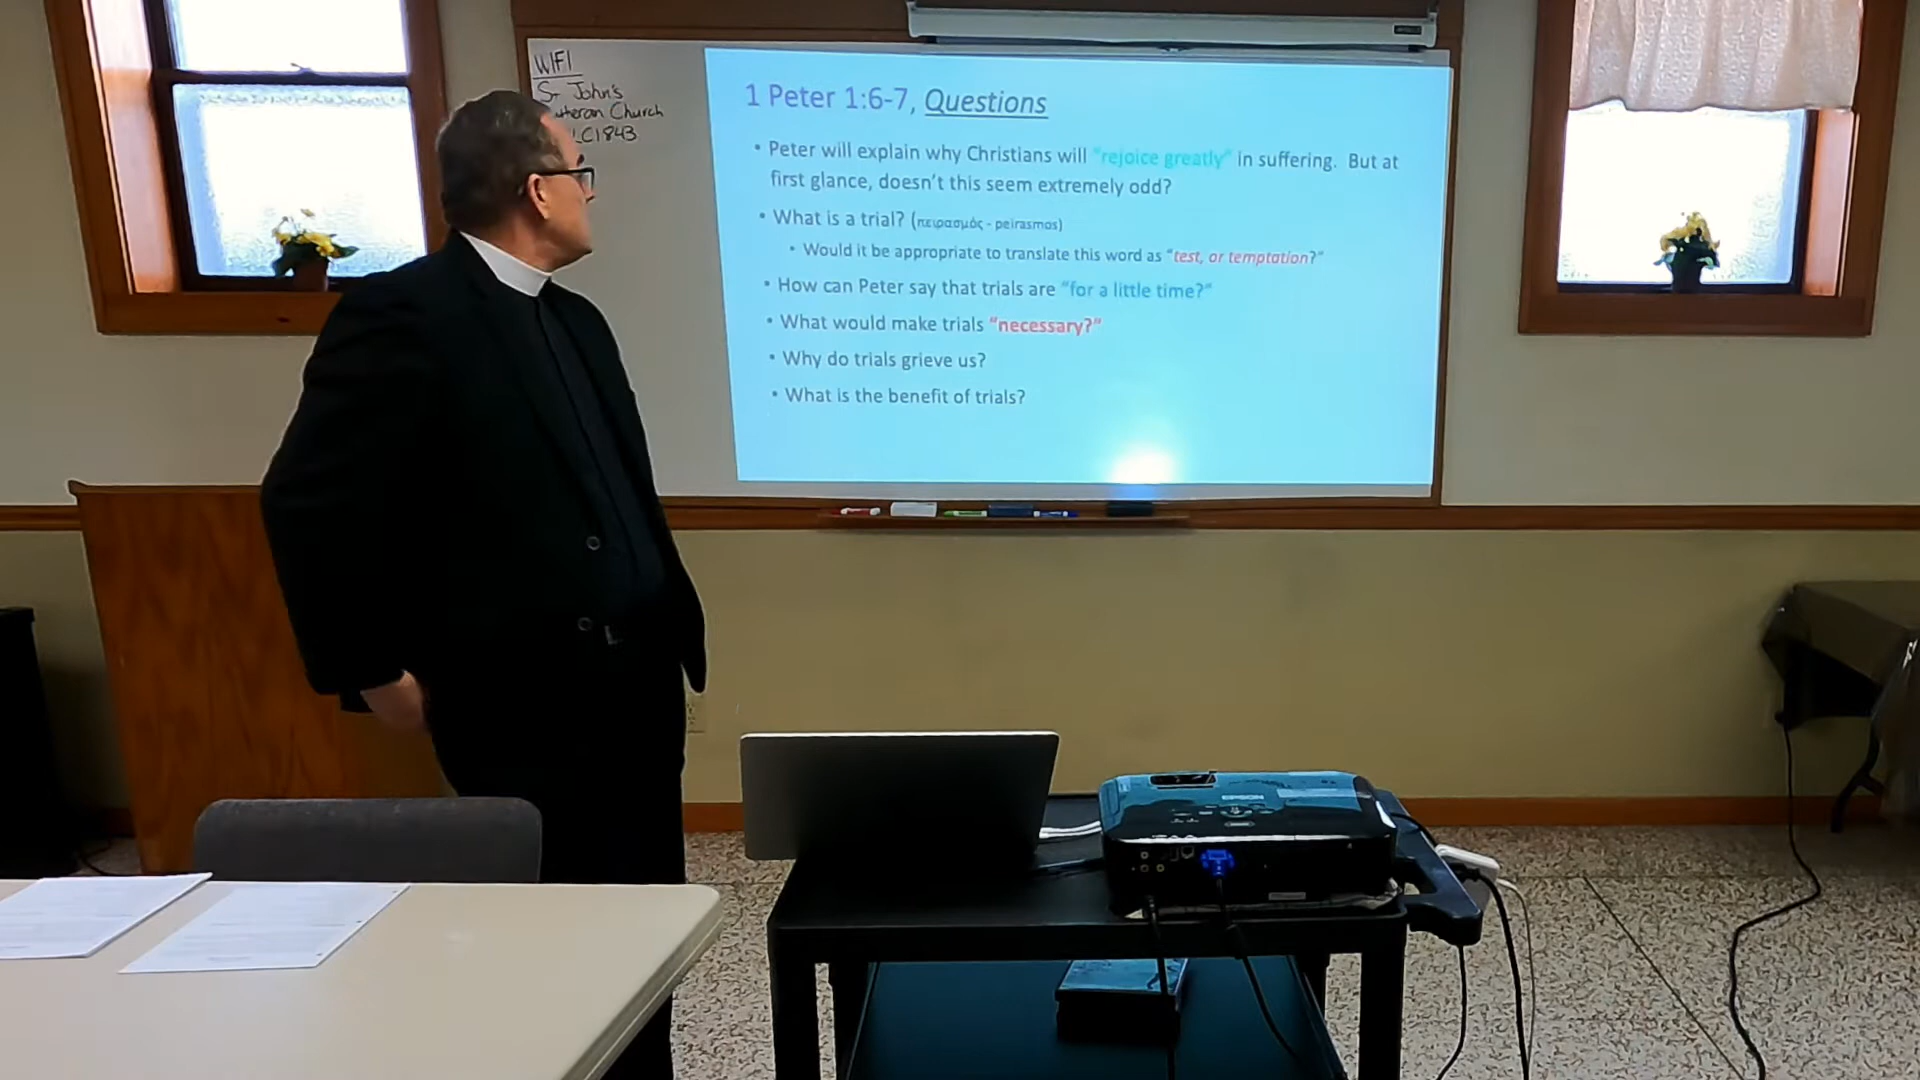 WIFI
St John's
utheran Church
LC1843
1 Peter 1:6-7, Questions
• Peter will explain why Christians will "rejoice greatly" in suffering. But at
first glance, doesn't this seem extremely odd?
• What is a trial? (πειρασμός - peirasmos)
• Would it be appropriate to translate this word as "test, or temptation?"
• How can Peter say that trials are "for a little time?"
• What would make trials "necessary?"
• Why do trials grieve us?
• What is the benefit of trials?
EPSON